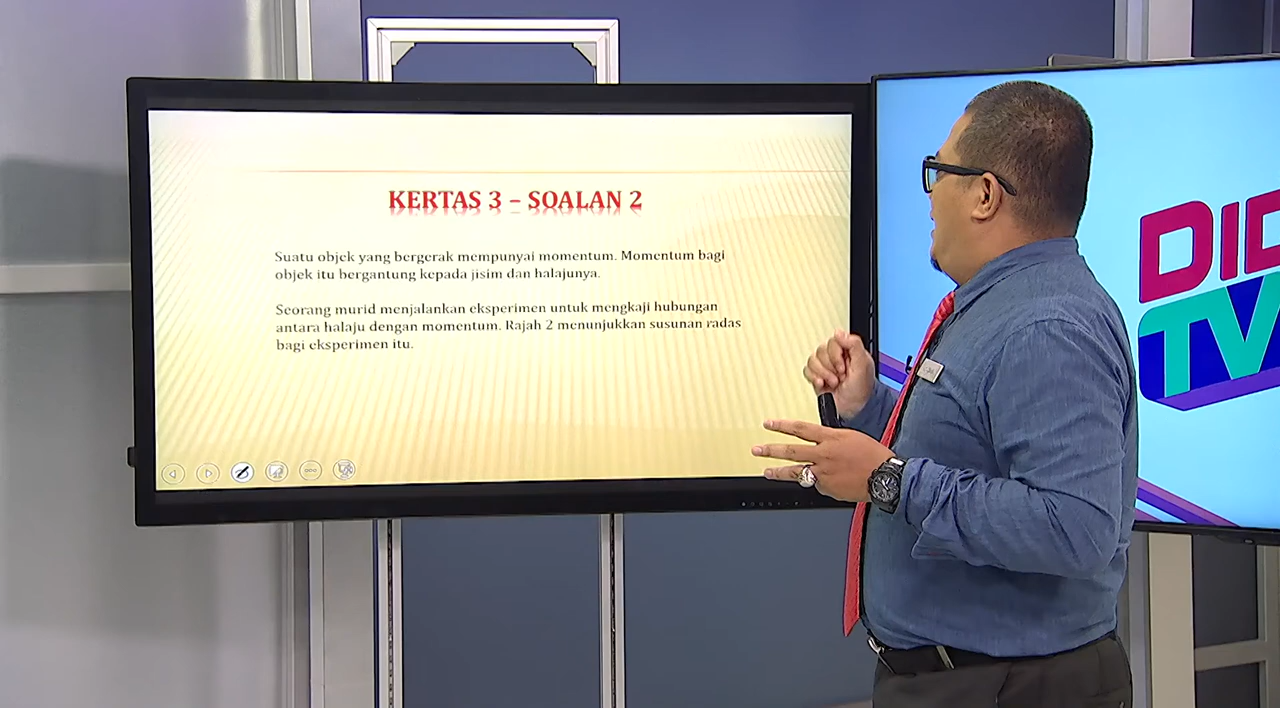 KERTAS 3 – SOALAN 2
Suatu objek yang bergerak mempunyai momentum. Momentum bagi
objek itu bergantung kepada jisim dan halajunya.
Seorang murid menjalankan eksperimen untuk mengkaji hubungan
antara halaju dengan momentum. Rajah 2 menunjukkan susunan radas
bagi eksperimen itu.
DID
TV